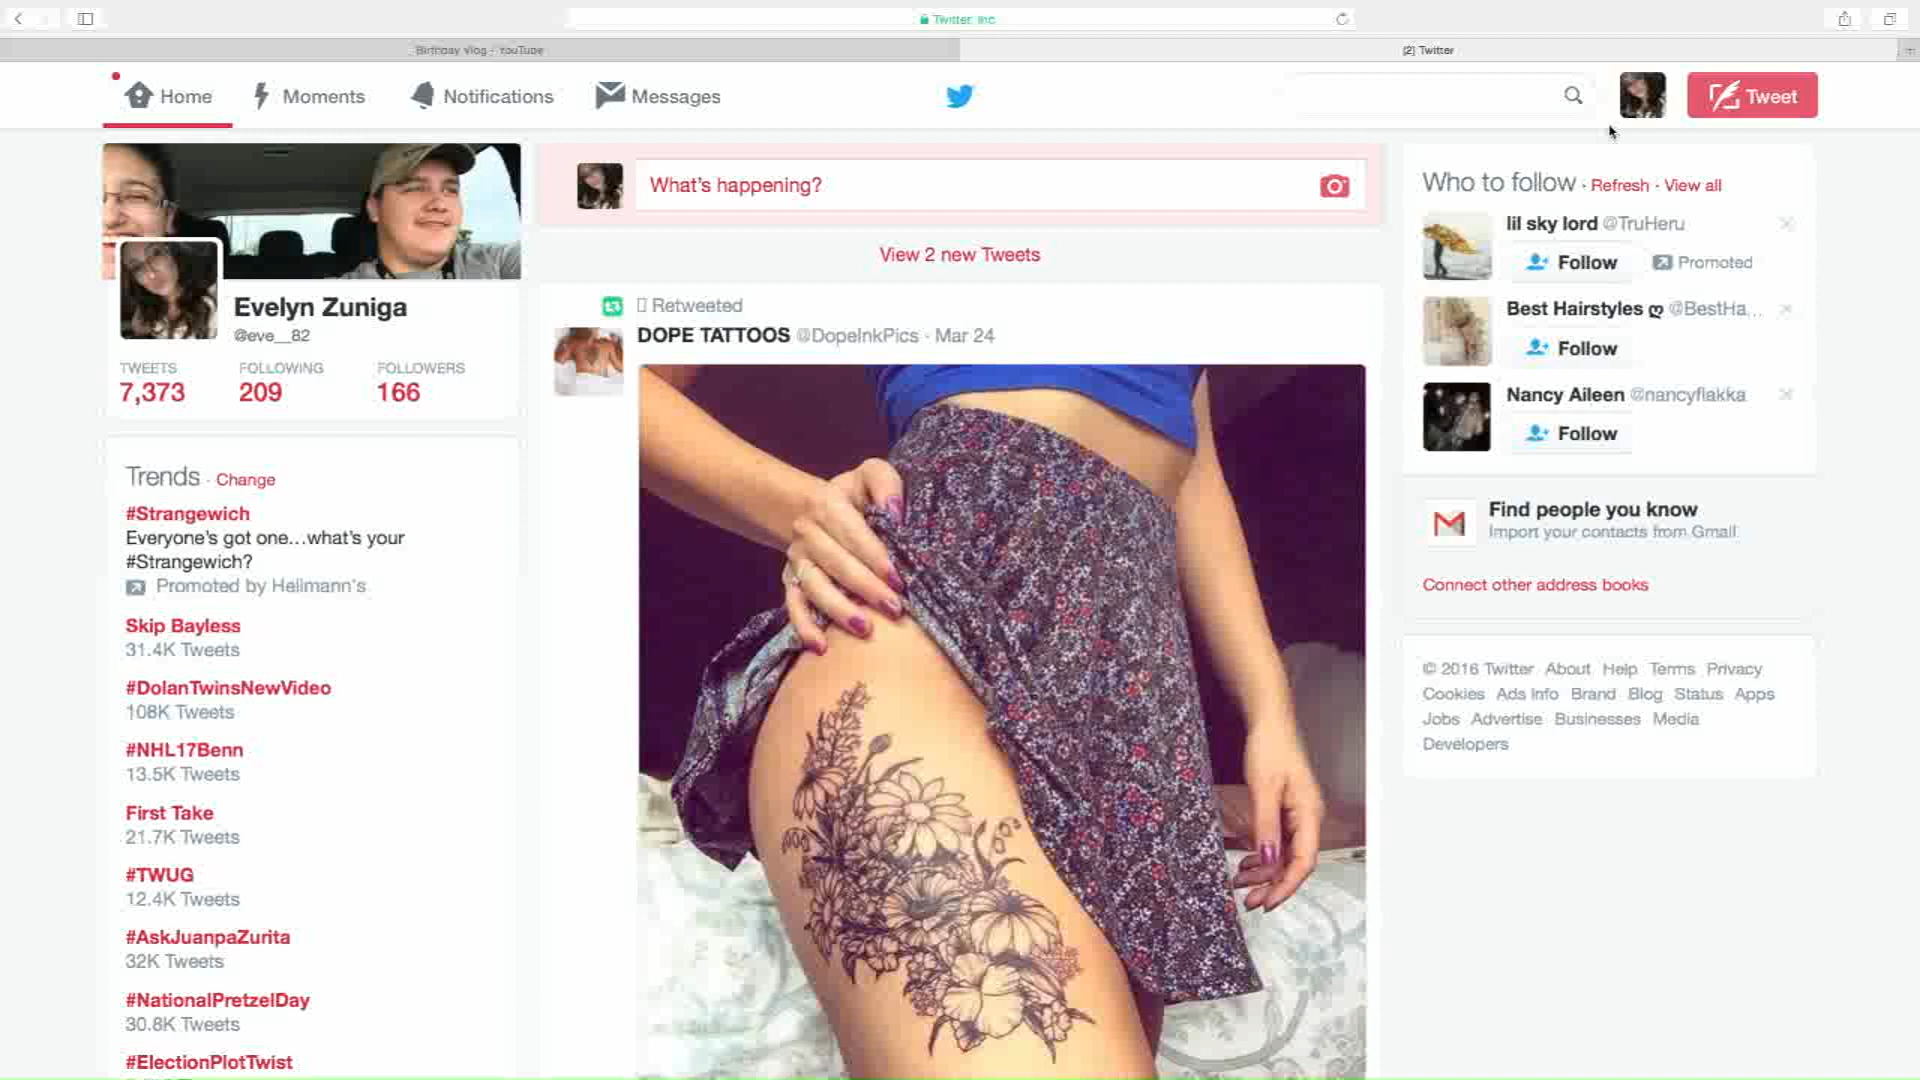 Twitter, Inc.
Birthday Vlog - YouTube
(2) Twitter
Home
Moments
Notifications
Messages
Tweet
Evelyn Zuniga
@eve__82
TWEETS FOLLOWING FOLLOWERS
7,373 209 166
Trends · Change
#Strangewich
Everyone's got one...what's your
#Strangewich?
Promoted by Hellmann's
Skip Bayless
31.4K Tweets
#DolanTwinsNewVideo
108K Tweets
#NHL17Benn
13.5K Tweets
First Take
21.7K Tweets
#TWUG
12.4K Tweets
#AskJuanpaZurita
32K Tweets
#NationalPretzelDay
30.8K Tweets
#ElectionPlotTwist
What's happening?
View 2 new Tweets
Retweeted
DOPE TATTOOS @DopeInkPics · Mar 24
Who to follow · Refresh · View all
lil sky lord @TruHeru
Follow Promoted
Best Hairstyles ღ @BestHa...
Follow
Nancy Aileen @nancyflakka
Follow
Find people you know
Import your contacts from Gmail
Connect other address books
© 2016 Twitter About Help Terms Privacy
Cookies Ads info Brand Blog Status Apps
Jobs Advertise Businesses Media
Developers